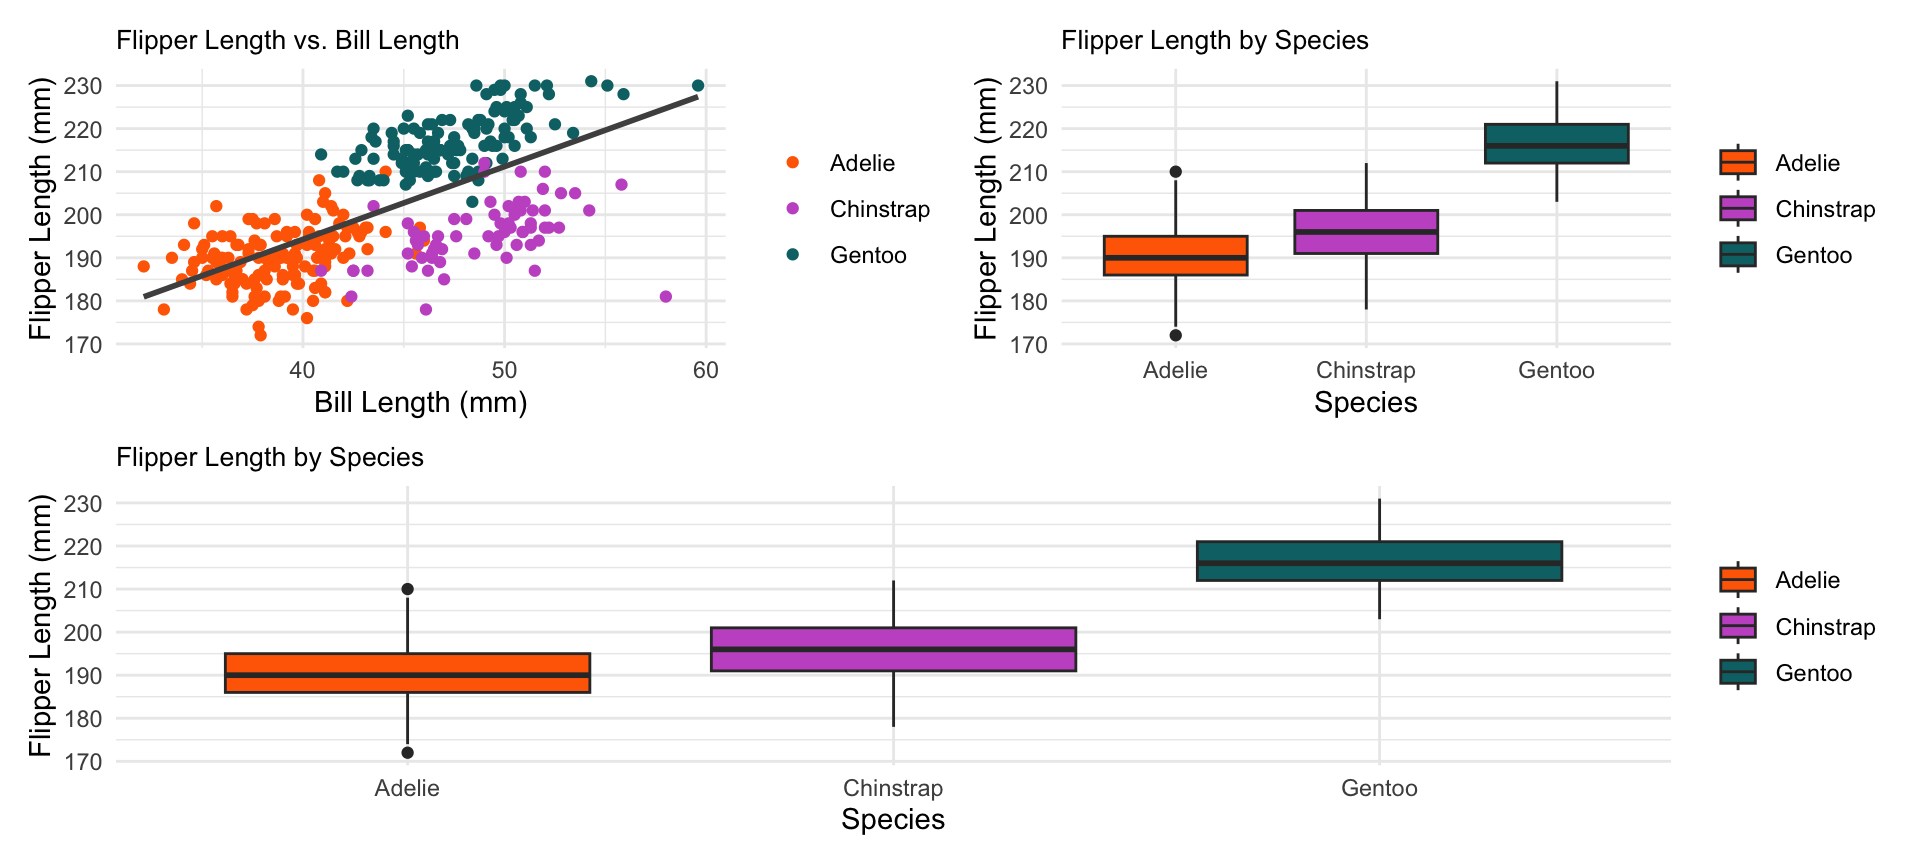 Flipper Length vs. Bill Length
Flipper Length (mm)
230
220
210
200
190
180
170
40 50 60
Bill Length (mm)
Adelie
Chinstrap
Gentoo
Flipper Length by Species
Flipper Length (mm)
230
220
210
200
190
180
170
Adelie Chinstrap Gentoo
Species
Adelie
Chinstrap
Gentoo
Flipper Length by Species
Flipper Length (mm)
230
220
210
200
190
180
170
Adelie Chinstrap Gentoo
Species
Adelie
Chinstrap
Gentoo